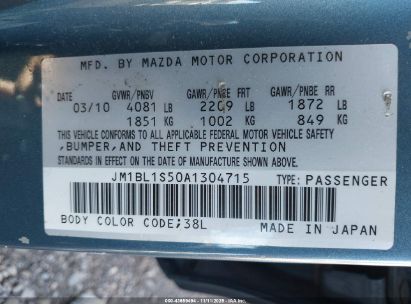 MFD. BY MAZDA MOTOR CORPORATION
DATE GVWR/PNBV GAWR/PNBE FRT GAWR/PNBE RR
03/10 4081 LB 2209 LB 1872 LB
1851 KG 1002 KG 849 KG
THIS VEHICLE CONFORMS TO ALL APPLICABLE FEDERAL MOTOR VEHICLE SAFETY
,BUMPER,AND THEFT PREVENTION
STANDARDS IN EFFECT ON THE DATE OF MANUFACTURE SHOWN ABOVE.
JM1BL1S50A1304715 TYPE: PASSENGER
BODY COLOR CODE;38L MADE IN JAPAN